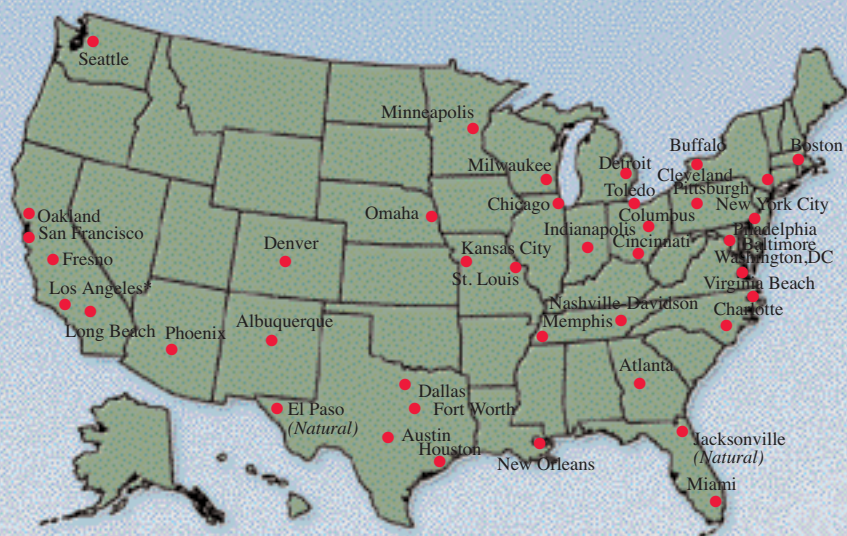 Seattle
Minneapolis
Milwaukee
Detroit
Buffalo
Boston
Cleveland
Toledo
Pittsburgh
Chicago
New York City
Omaha
Columbus
Indianapolis
Philadelphia
Oakland
San Francisco
Kansas City
Cincinnati
Baltimore
Denver
Washington,DC
Fresno
St. Louis
Los Angeles*
Virginia Beach
Nashville-Davidson
Long Beach
Phoenix
Albuquerque
Memphis
Charlotte
Atlanta
Dallas
El Paso
(Natural)
Fort Worth
Austin
Houston
Jacksonville
(Natural)
New Orleans
Miami